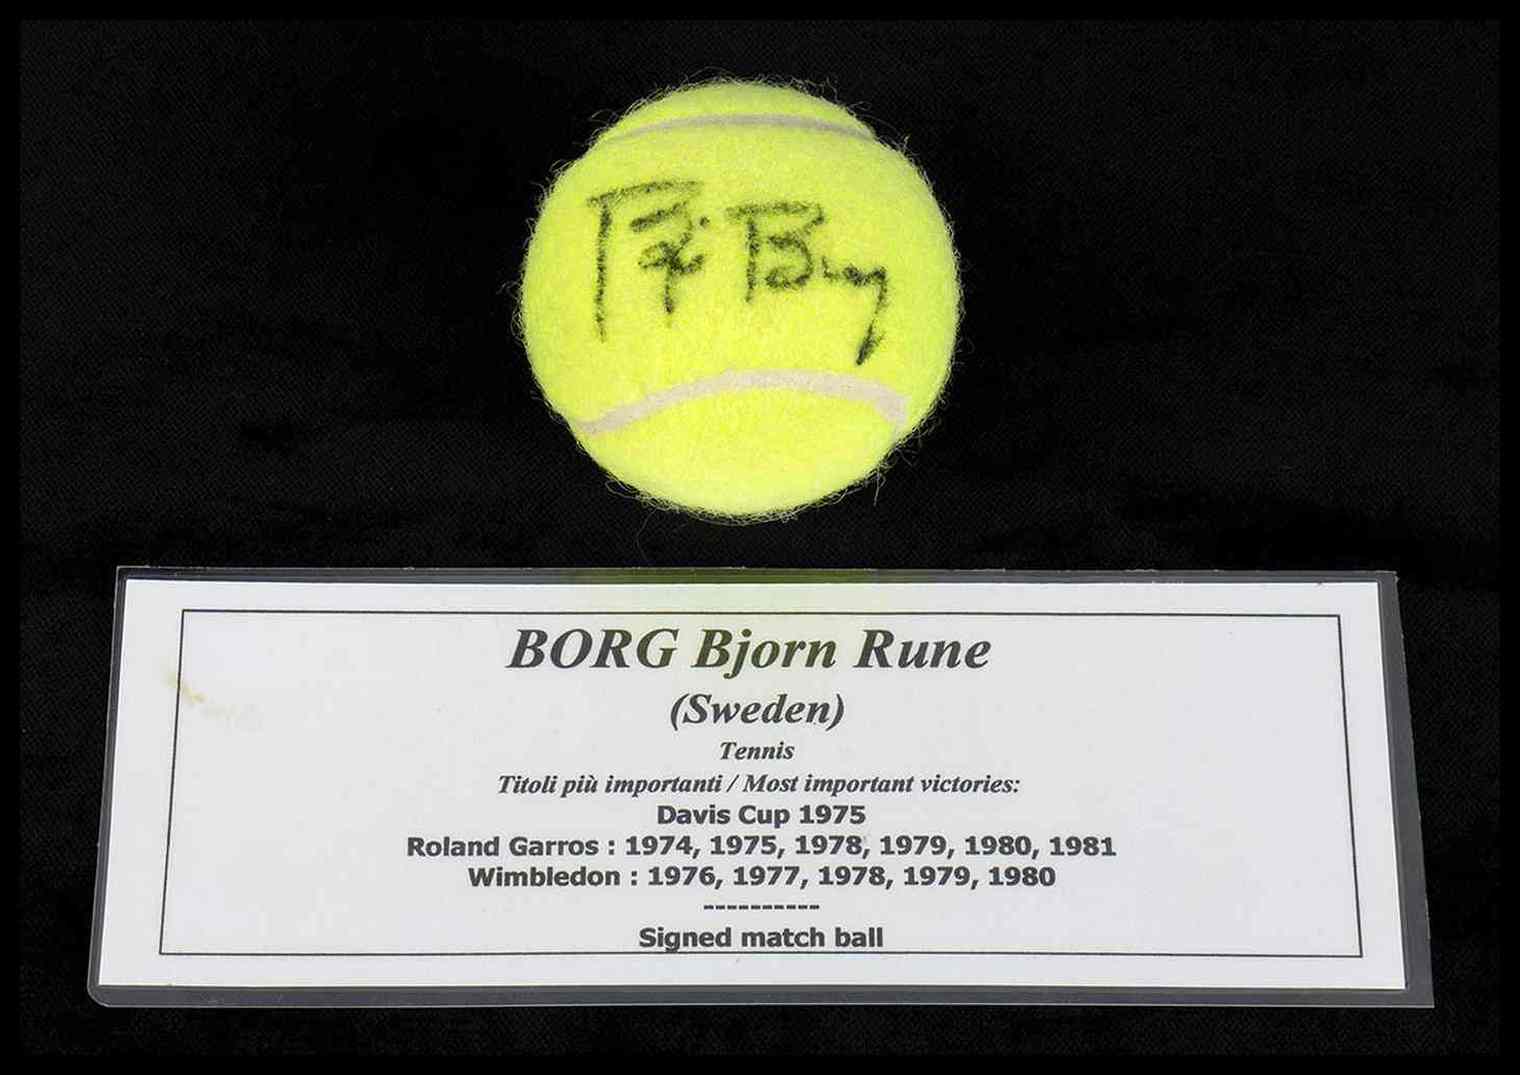 BORG Bjorn Rune
(Sweden)
Tennis
Titoli più importanti / Most important victories:
Davis Cup 1975
Roland Garros : 1974, 1975, 1978, 1979, 1980, 1981
Wimbledon : 1976, 1977, 1978, 1979, 1980
----------
Signed match ball